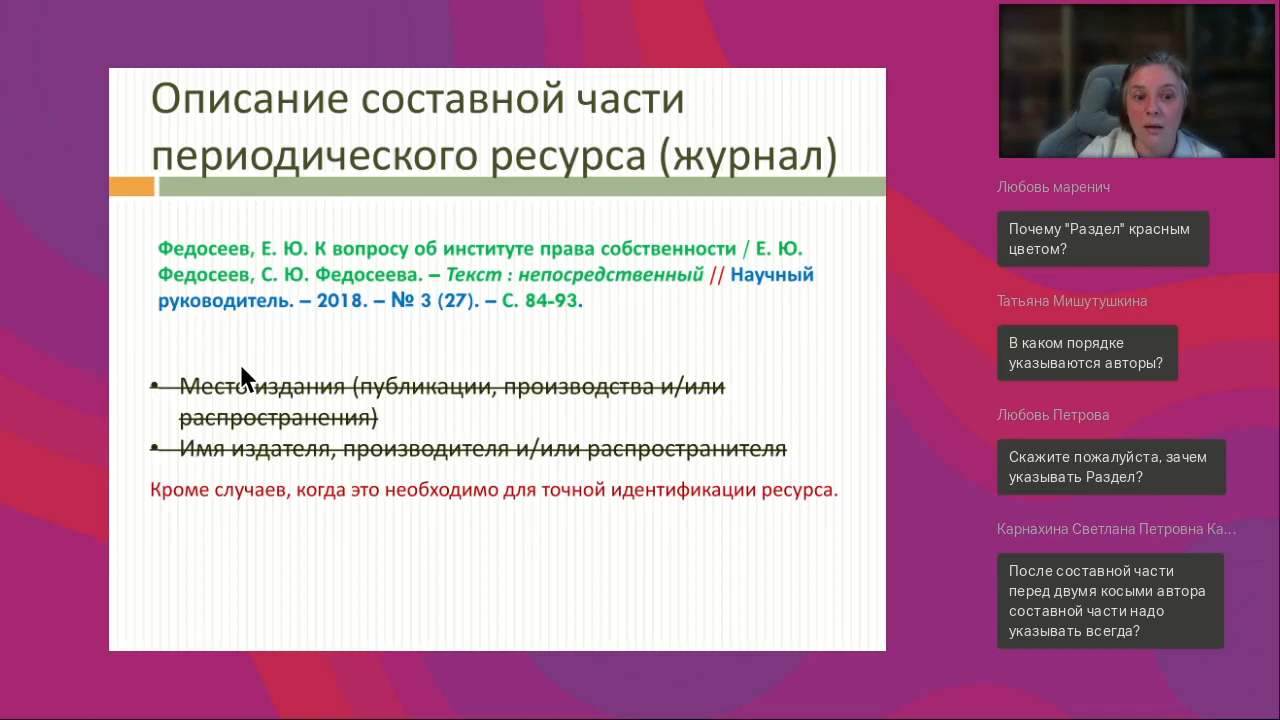 Описание составной части
периодического ресурса (журнал)
Федосеев, Е. Ю. К вопросу об институте права собственности / Е. Ю.
Федосеев, С. Ю. Федосеева. – Текст : непосредственный // Научный
руководитель. – 2018. – № 3 (27). – С. 84-93.
• Место издания (публикации, производства и/или
распространения)
• Имя издателя, производителя и/или распространителя
Кроме случаев, когда это необходимо для точной идентификации ресурса.
Любовь маренич
Почему "Раздел" красным
цветом?
Татьяна Мишутушкина
В каком порядке
указываются авторы?
Любовь Петрова
Скажите пожалуйста, зачем
указывать Раздел?
Карнахина Светлана Петровна Ка...
После составной части
перед двумя косыми автора
составной части надо
указывать всегда?